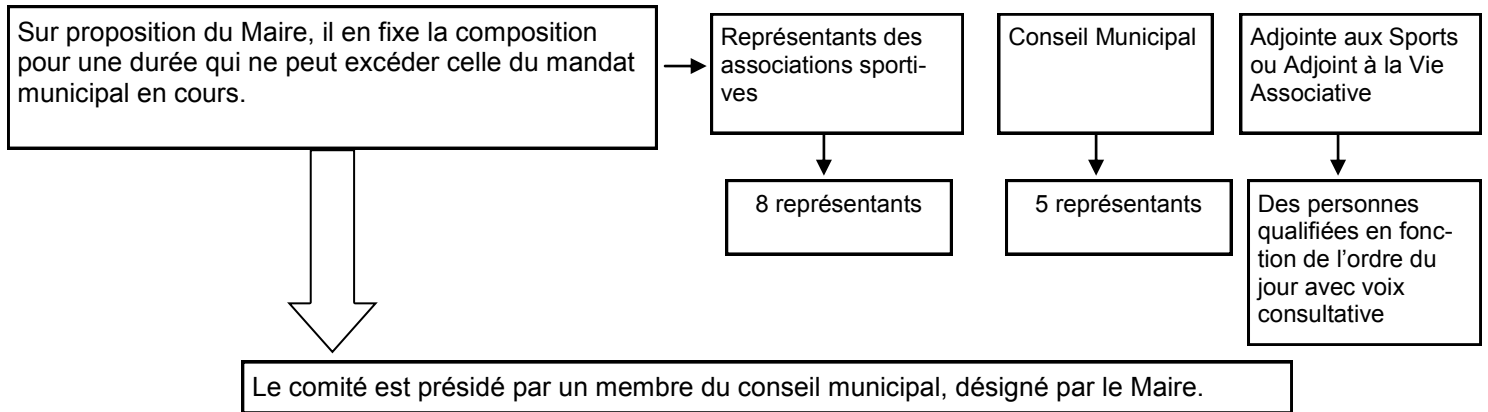 Sur proposition du Maire, il en fixe la composition
pour une durée qui ne peut excéder celle du mandat
municipal en cours.
Représentants des
associations sporti-
ves
Conseil Municipal
Adjointe aux Sports
ou Adjoint à la Vie
Associative
8 représentants
5 représentants
Des personnes
qualifiées en fonc-
tion de l’ordre du
jour avec voix
consultative
Le comité est présidé par un membre du conseil municipal, désigné par le Maire.